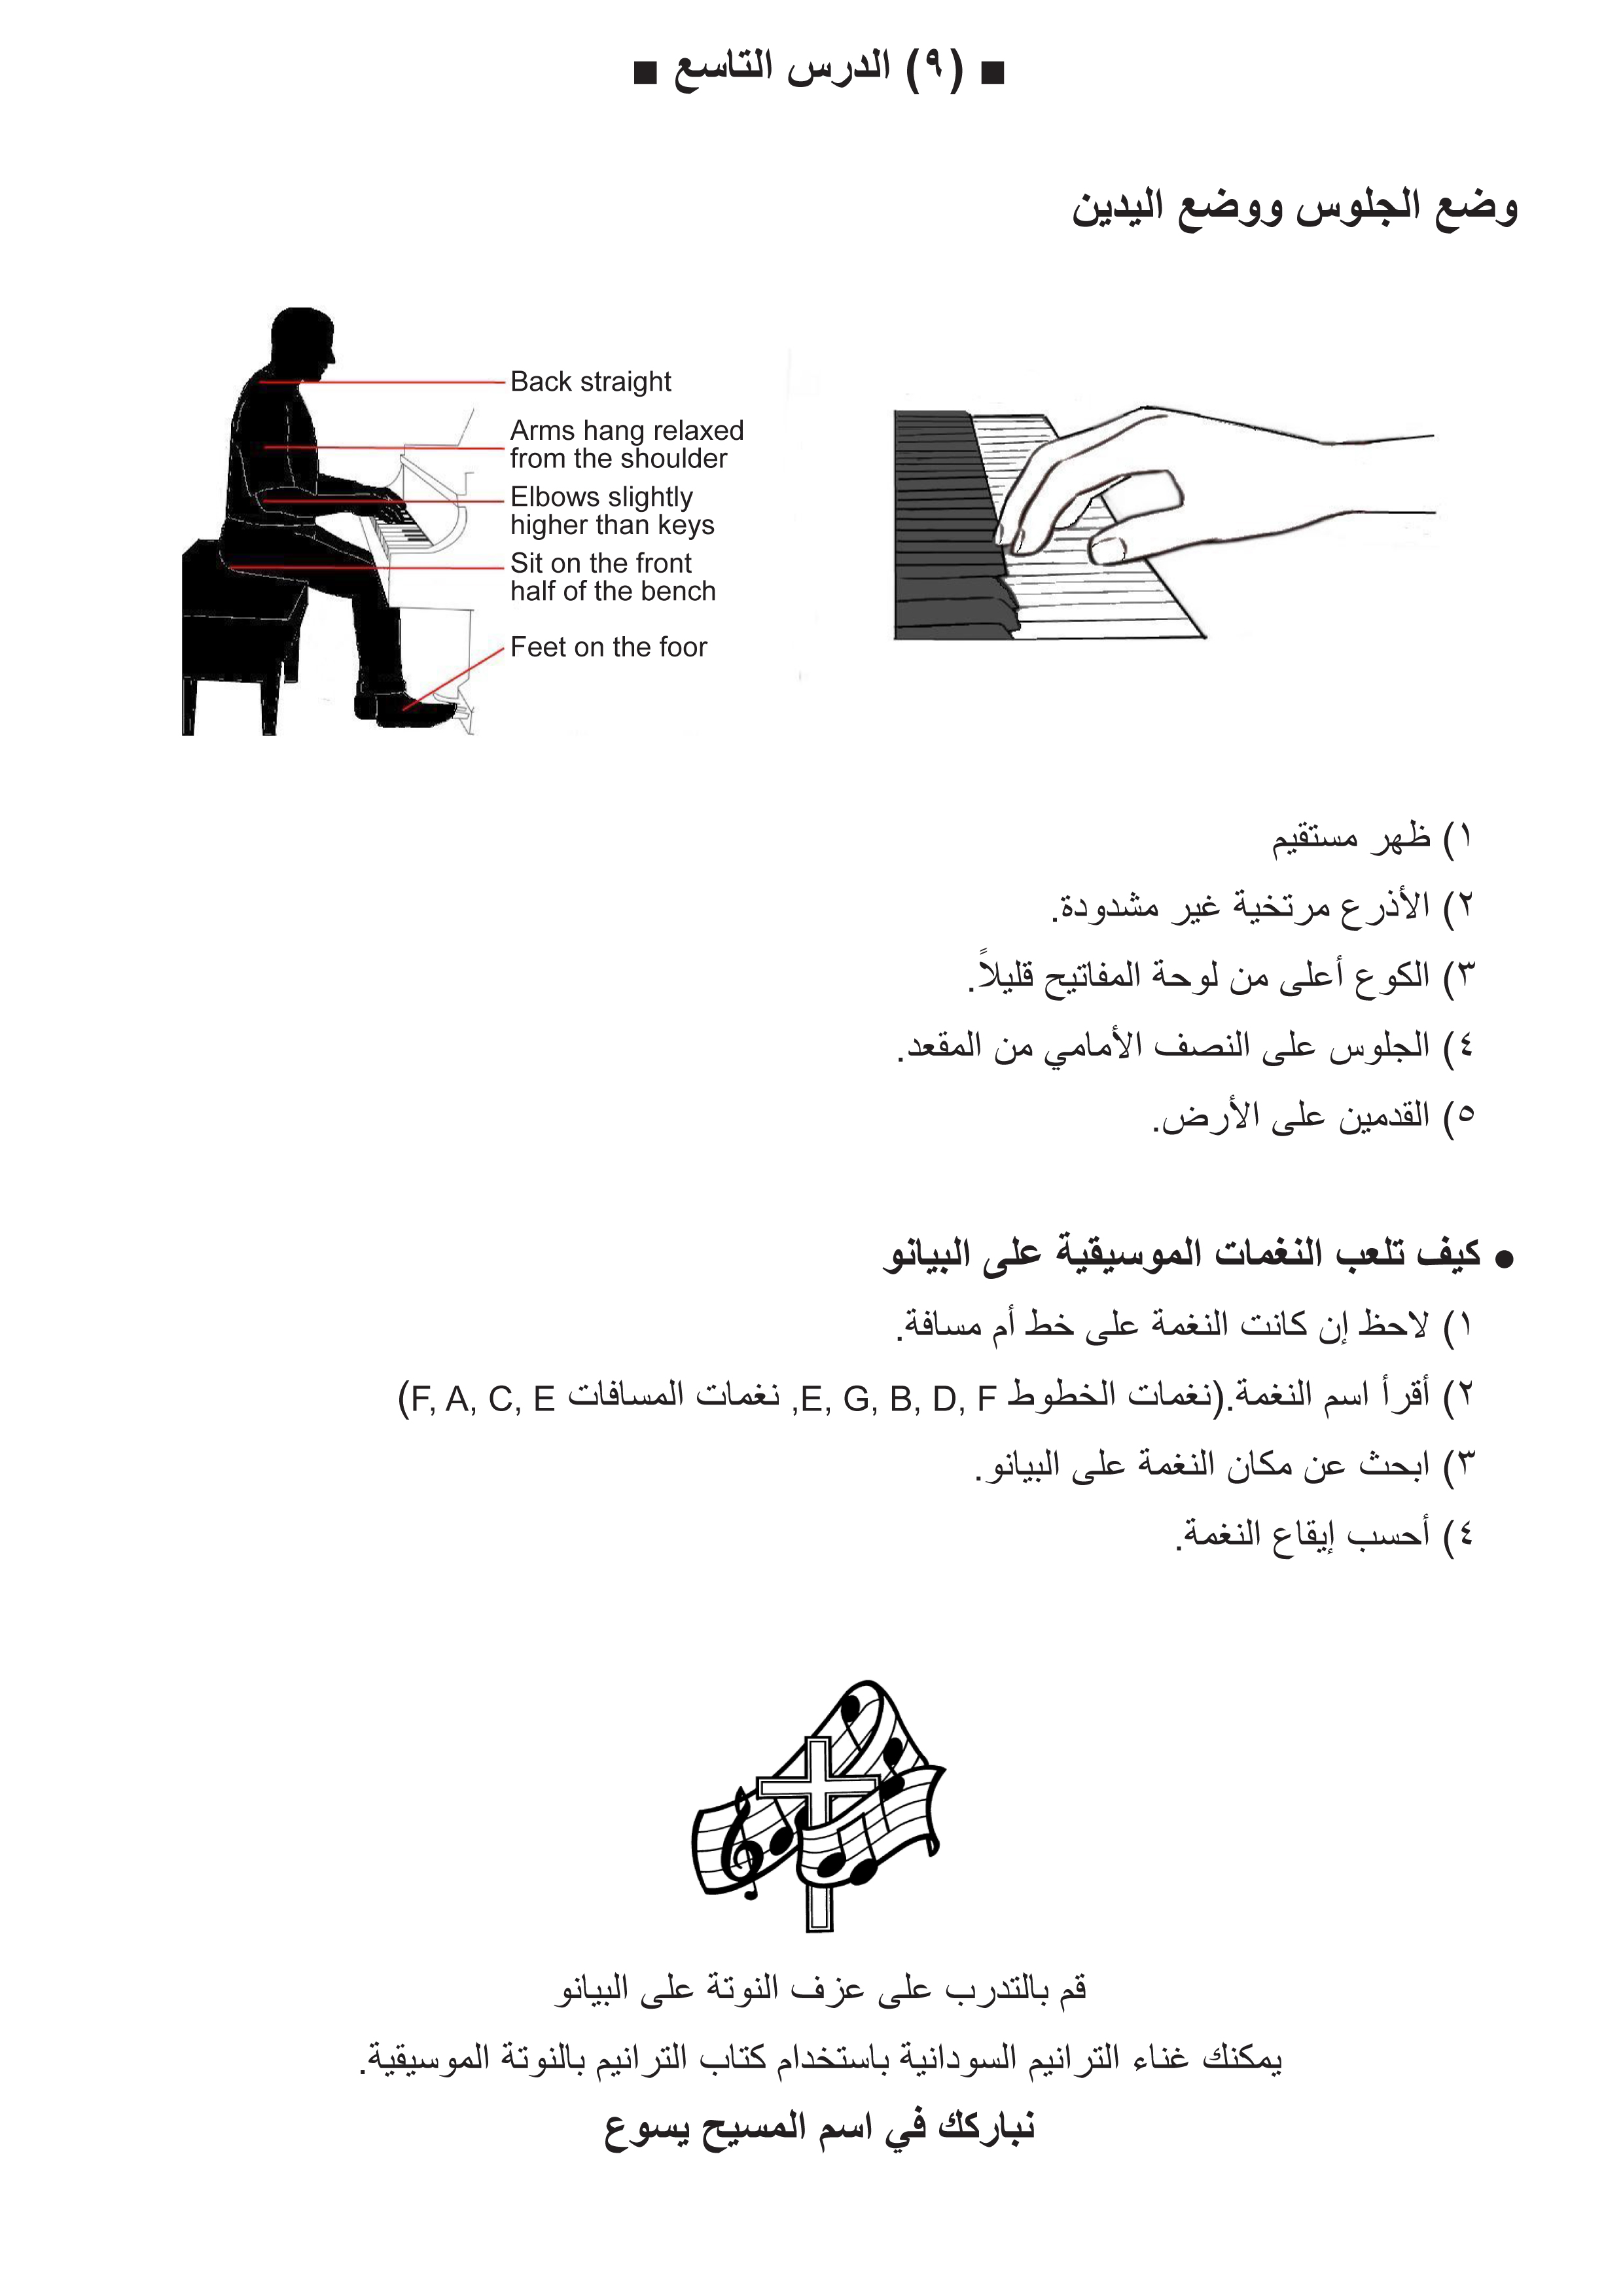 ■ (٩) الدرس التاسع ■
وضع الجلوس ووضع اليدين
Back straight
Arms hang relaxed
from the shoulder
Elbows slightly
higher than keys
Sit on the front
half of the bench
Feet on the foor
١) ظهر مستقيم
٢) الأذرع مرتخية غير مشدودة.
٣) الكوع أعلى من لوحة المفاتيح قليلاً.
٤) الجلوس على النصف الأمامي من المقعد.
٥) القدمين على الأرض.
● كيف تلعب النغمات الموسيقية على البيانو
١) لاحظ إن كانت النغمة على خط أم مسافة.
٢) أقرأ اسم النغمة.(نغمات الخطوط E, G, B, D, F, نغمات المسافات F, A, C, E)
٣) ابحث عن مكان النغمة على البيانو.
٤) أحسب إيقاع النغمة.
قم بالتدرب على عزف النوتة على البيانو
يمكنك غناء الترانيم السودانية باستخدام كتاب الترانيم بالنوتة الموسيقية.
نباركك في اسم المسيح يسوع